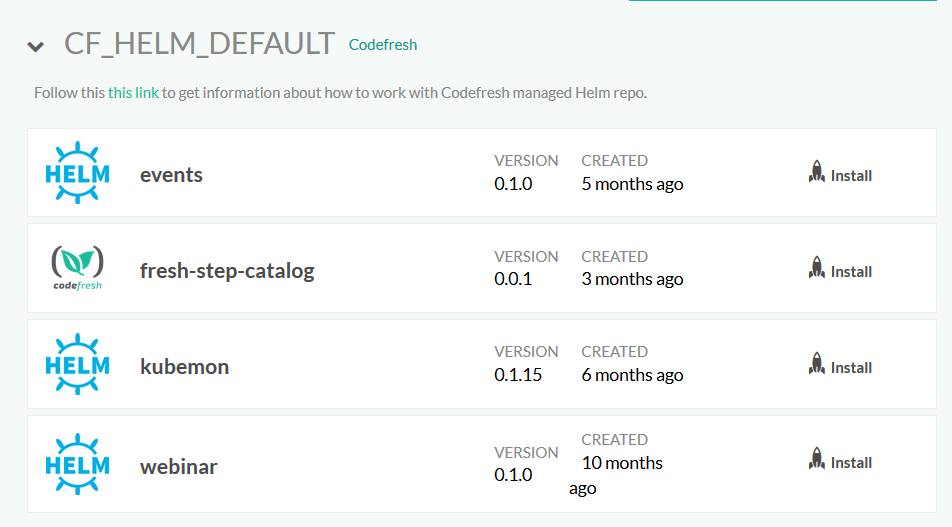 CF_HELM_DEFAULT Codefresh
Follow this this link to get information about how to work with Codefresh managed Helm repo.
HELM
events
VERSION
0.1.0
CREATED
5 months ago
Install
codefresh
fresh-step-catalog
VERSION
0.0.1
CREATED
3 months ago
Install
HELM
kubemon
VERSION
0.1.15
CREATED
6 months ago
Install
HELM
webinar
VERSION
0.1.0
CREATED
10 months
ago
Install